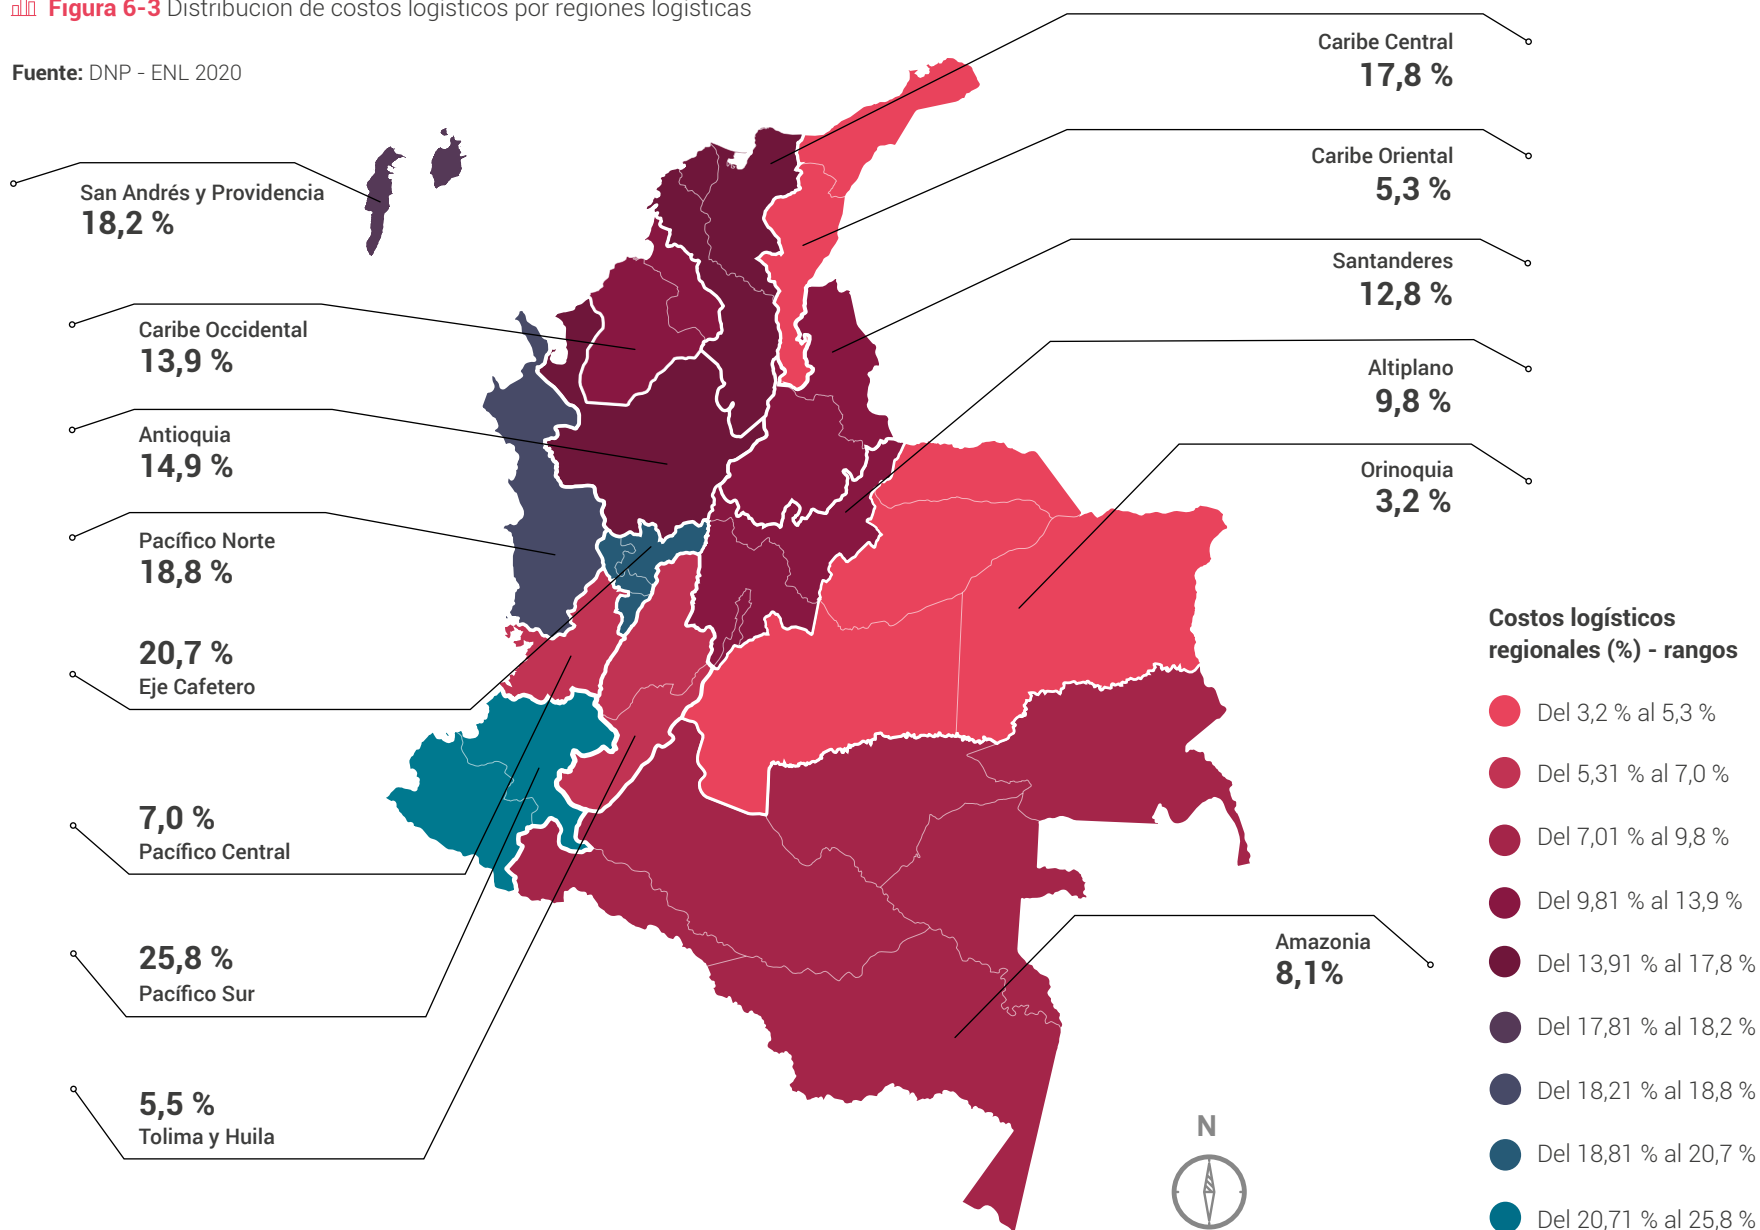 Figura 6-3 Distribución de costos logísticos por regiones logísticas
Fuente: DNP - ENL 2020
San Andrés y Providencia
18,2 %
Caribe Occidental
13,9 %
Antioquia
14,9 %
Pacífico Norte
18,8 %
20,7 %
Eje Cafetero
7,0 %
Pacífico Central
25,8 %
Pacífico Sur
5,5 %
Tolima y Huila
Caribe Central
17,8 %
Caribe Oriental
5,3 %
Santanderes
12,8 %
Altiplano
9,8 %
Orinoquia
3,2 %
Amazonia
8,1%
N
Costos logísticos
regionales (%) - rangos
Del 3,2 % al 5,3 %
Del 5,31 % al 7,0 %
Del 7,01 % al 9,8 %
Del 9,81 % al 13,9 %
Del 13,91 % al 17,8 %
Del 17,81 % al 18,2 %
Del 18,21 % al 18,8 %
Del 18,81 % al 20,7 %
Del 20,71 % al 25,8 %